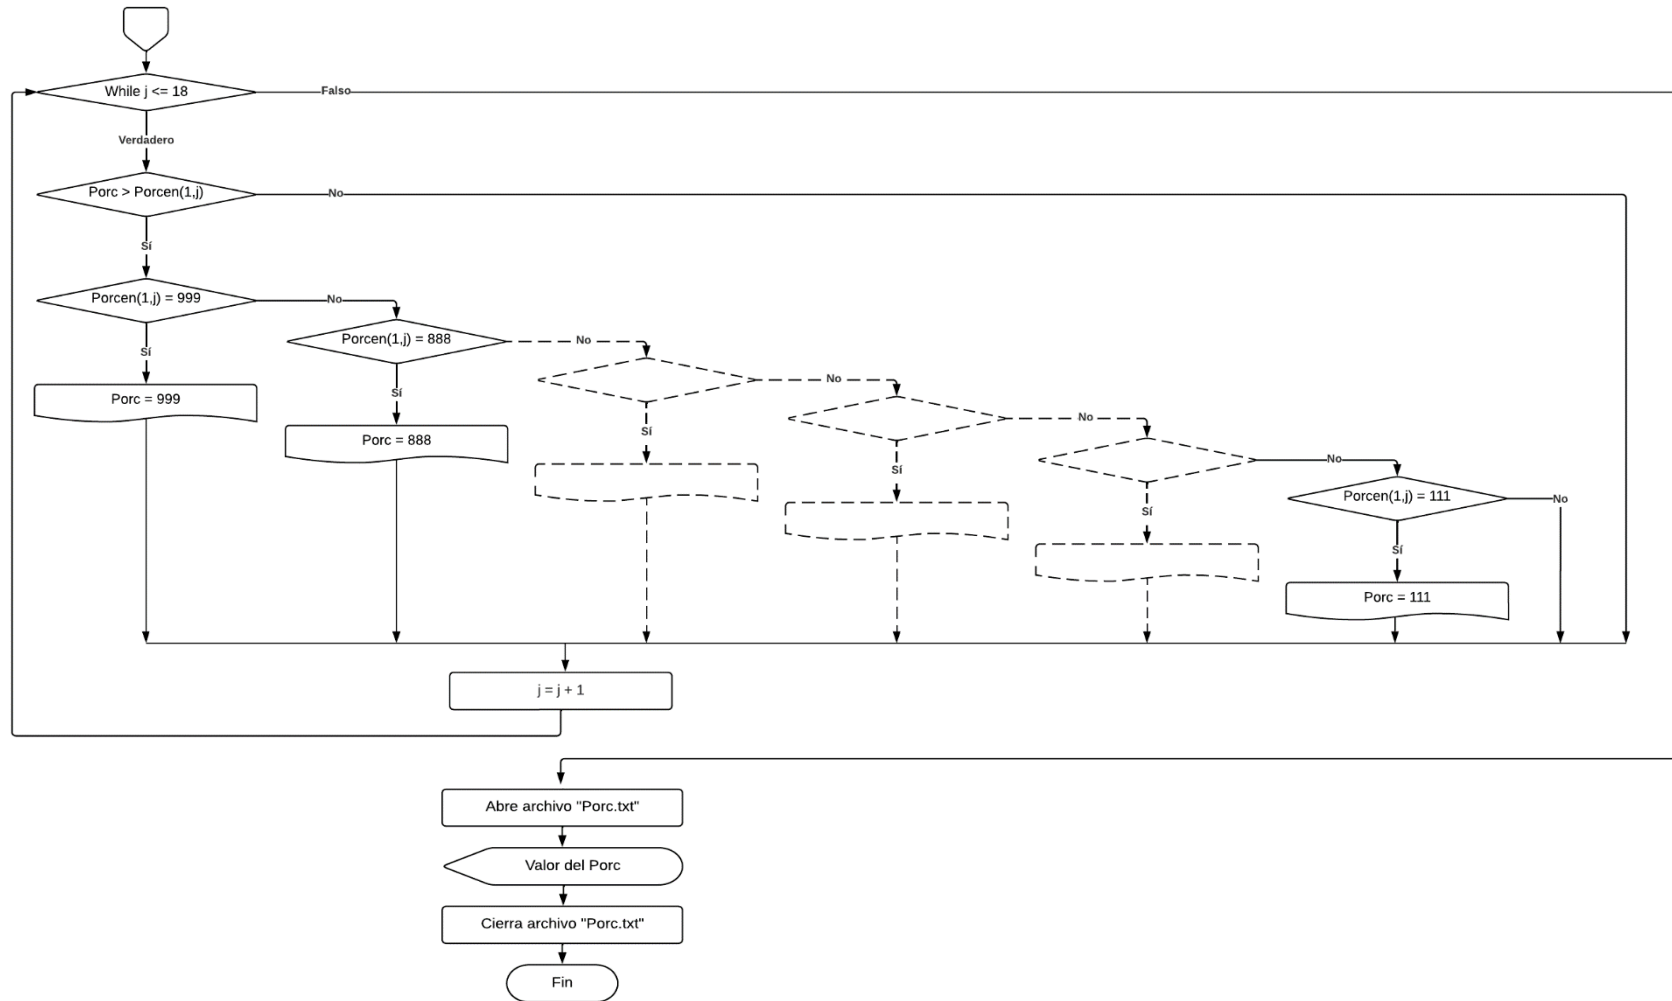 While j <= 18
Falso
Verdadero
Porc > Porcen(1,j)
No
Sí
Porcen(1,j) = 999
No
Porcen(1,j) = 888
No
No
No
No
Porcen(1,j) = 111
No
Sí
Porc = 999
Sí
Porc = 888
Sí
Sí
Sí
Sí
Porc = 111
j = j + 1
Abre archivo "Porc.txt"
Valor del Porc
Cierra archivo "Porc.txt"
Fin